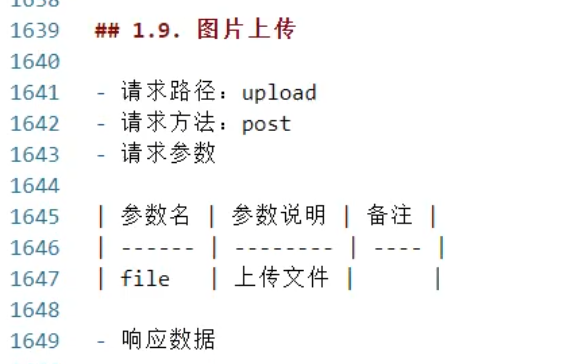 1638
1639 ## 1.9. 图片上传
1640
1641 - 请求路径：upload
1642 - 请求方法：post
1643 - 请求参数
1644
1645 | 参数名 | 参数说明 | 备注 |
1646 | ------ | -------- | ---- |
1647 | file   | 上传文件 |      |
1648
1649 - 响应数据